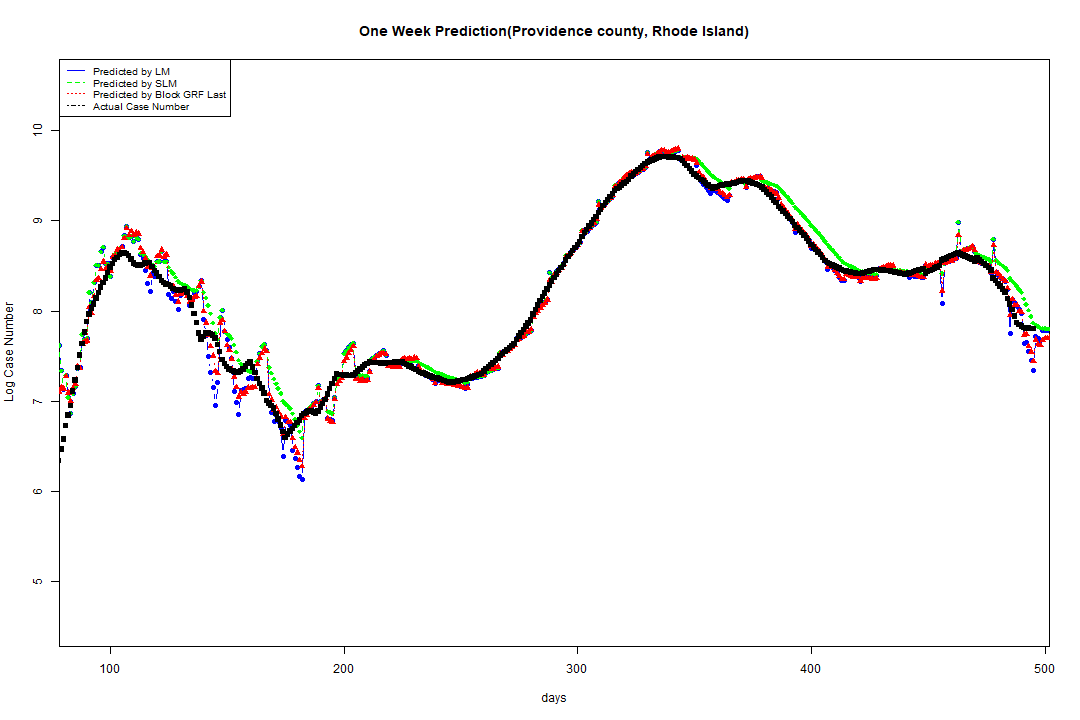 One Week Prediction(Providence county, Rhode Island)
Predicted by LM
Predicted by SLM
Predicted by Block GRF Last
Actual Case Number
Log Case Number
10
9
8
7
6
5
100 200 300 400 500
days